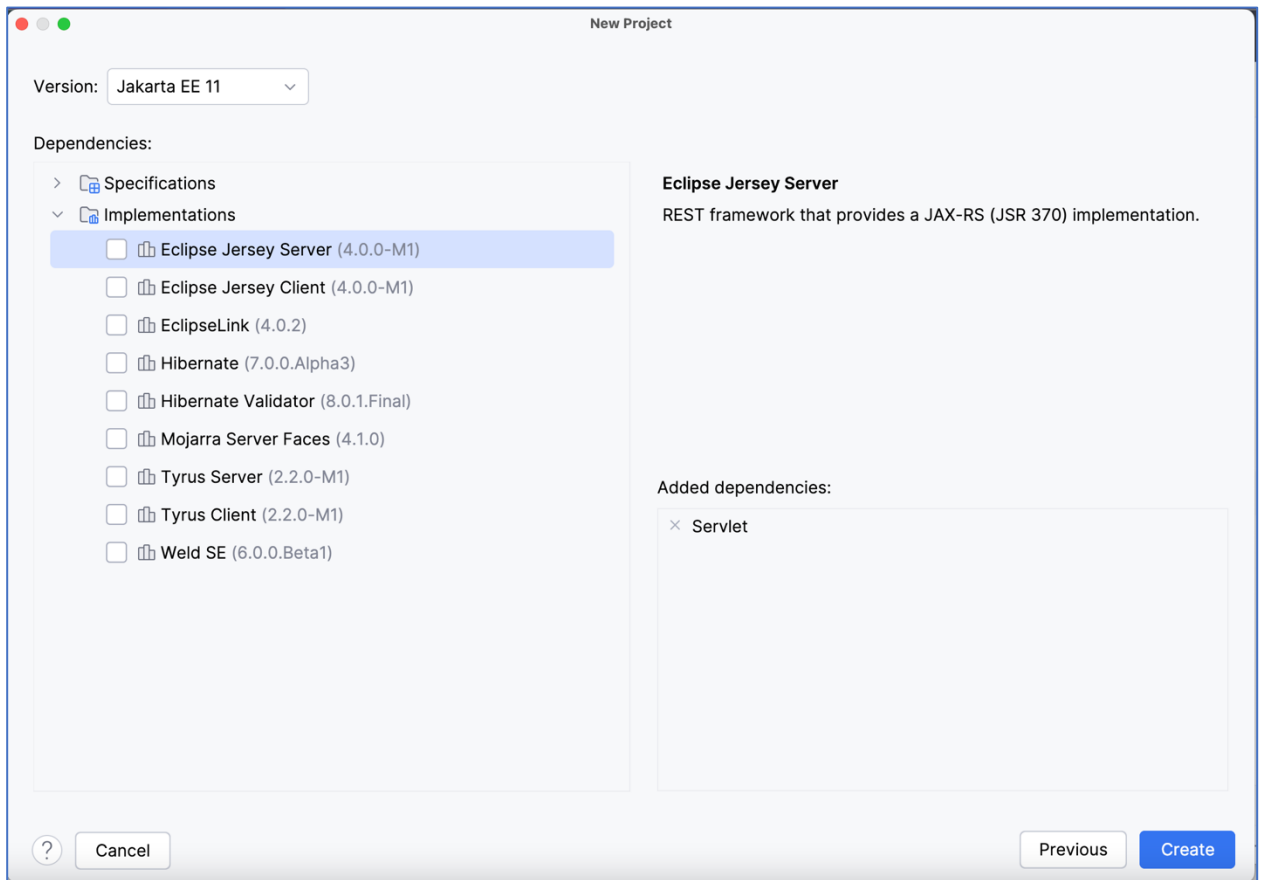 New Project
Version: Jakarta EE 11
Dependencies:
Specifications
Implementations
Eclipse Jersey Server (4.0.0-M1)
Eclipse Jersey Client (4.0.0-M1)
EclipseLink (4.0.2)
Hibernate (7.0.0.Alpha3)
Hibernate Validator (8.0.1.Final)
Mojarra Server Faces (4.1.0)
Tyrus Server (2.2.0-M1)
Tyrus Client (2.2.0-M1)
Weld SE (6.0.0.Beta1)
Eclipse Jersey Server
REST framework that provides a JAX-RS (JSR 370) implementation.
Added dependencies:
Servlet
? Cancel Previous Create